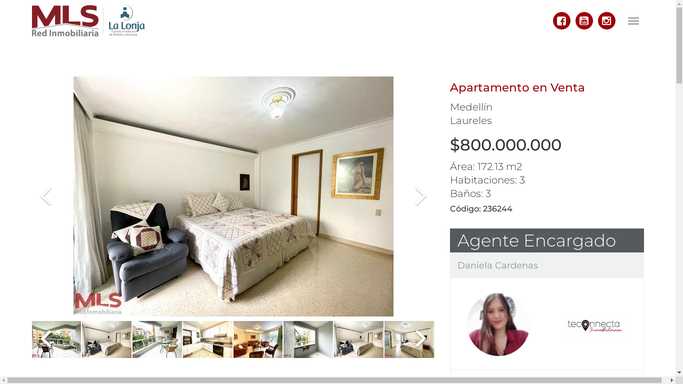 MLS
Red Inmobiliaria
La Lonja
Apartamento en Venta
Medellín
Laureles
$800.000.000
Área: 172.13 m2
Habitaciones: 3
Baños: 3
Código: 236244
MLS
Red Inmobiliaria
Agente Encargado
Daniela Cardenas
teconnecta
Inmobiliaria